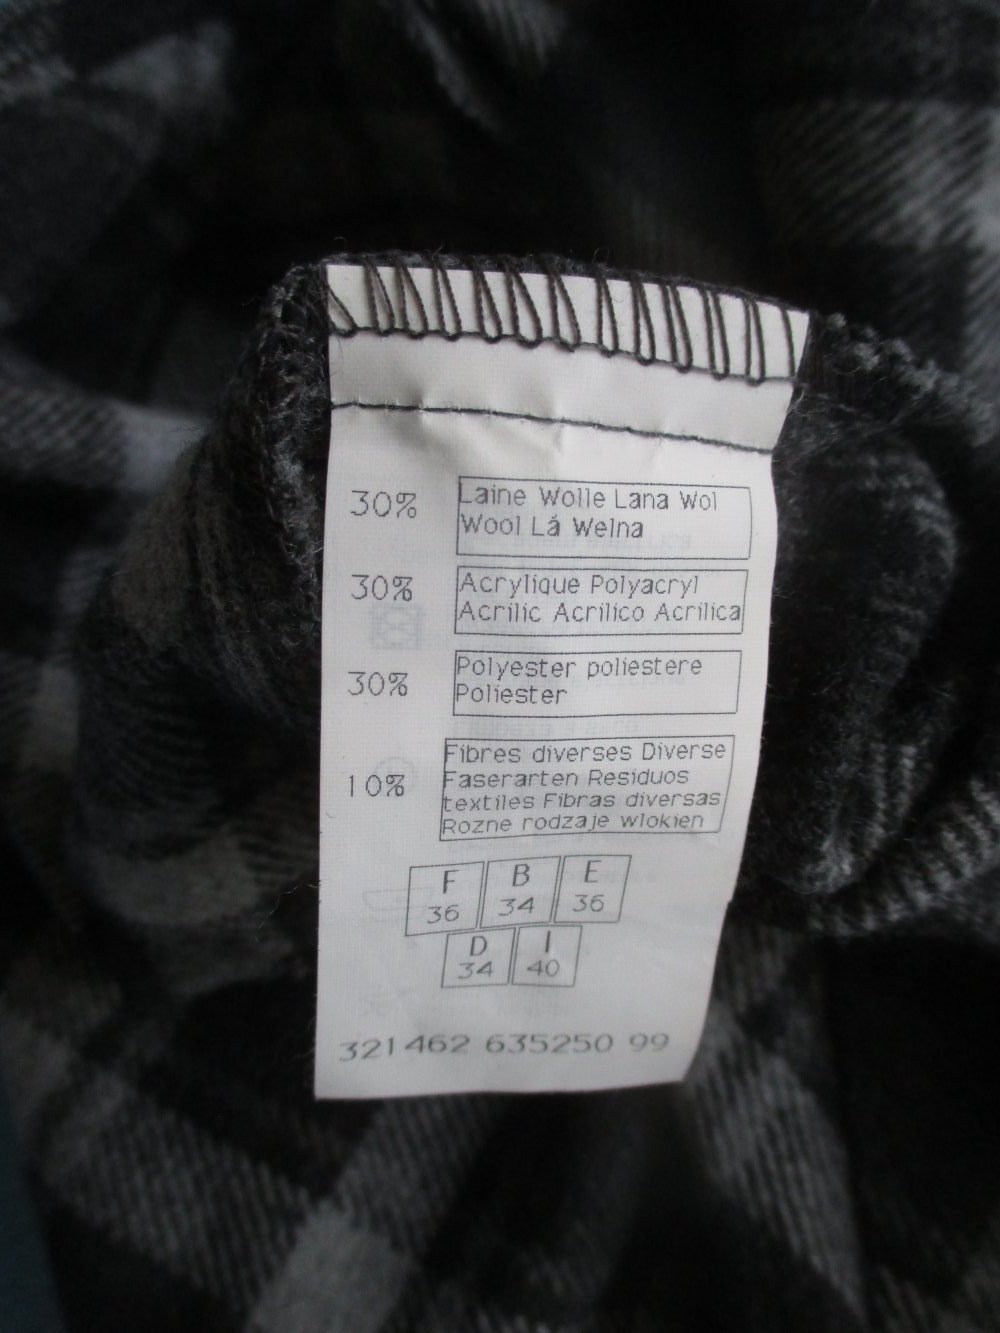 30% Laine Wolle Lana Wol
Wool Lá Welna
30% Acrylique Polyacryl
Acrilic Acrilico Acrilica
30% Polyester poliestere
Poliester
10% Fibres diverses Diverse
Faserarten Residuos
textiles Fibras diversas
Rozne rodzaje wlokien
F B E
36 34 36
D I
34 40
321462 635250 99